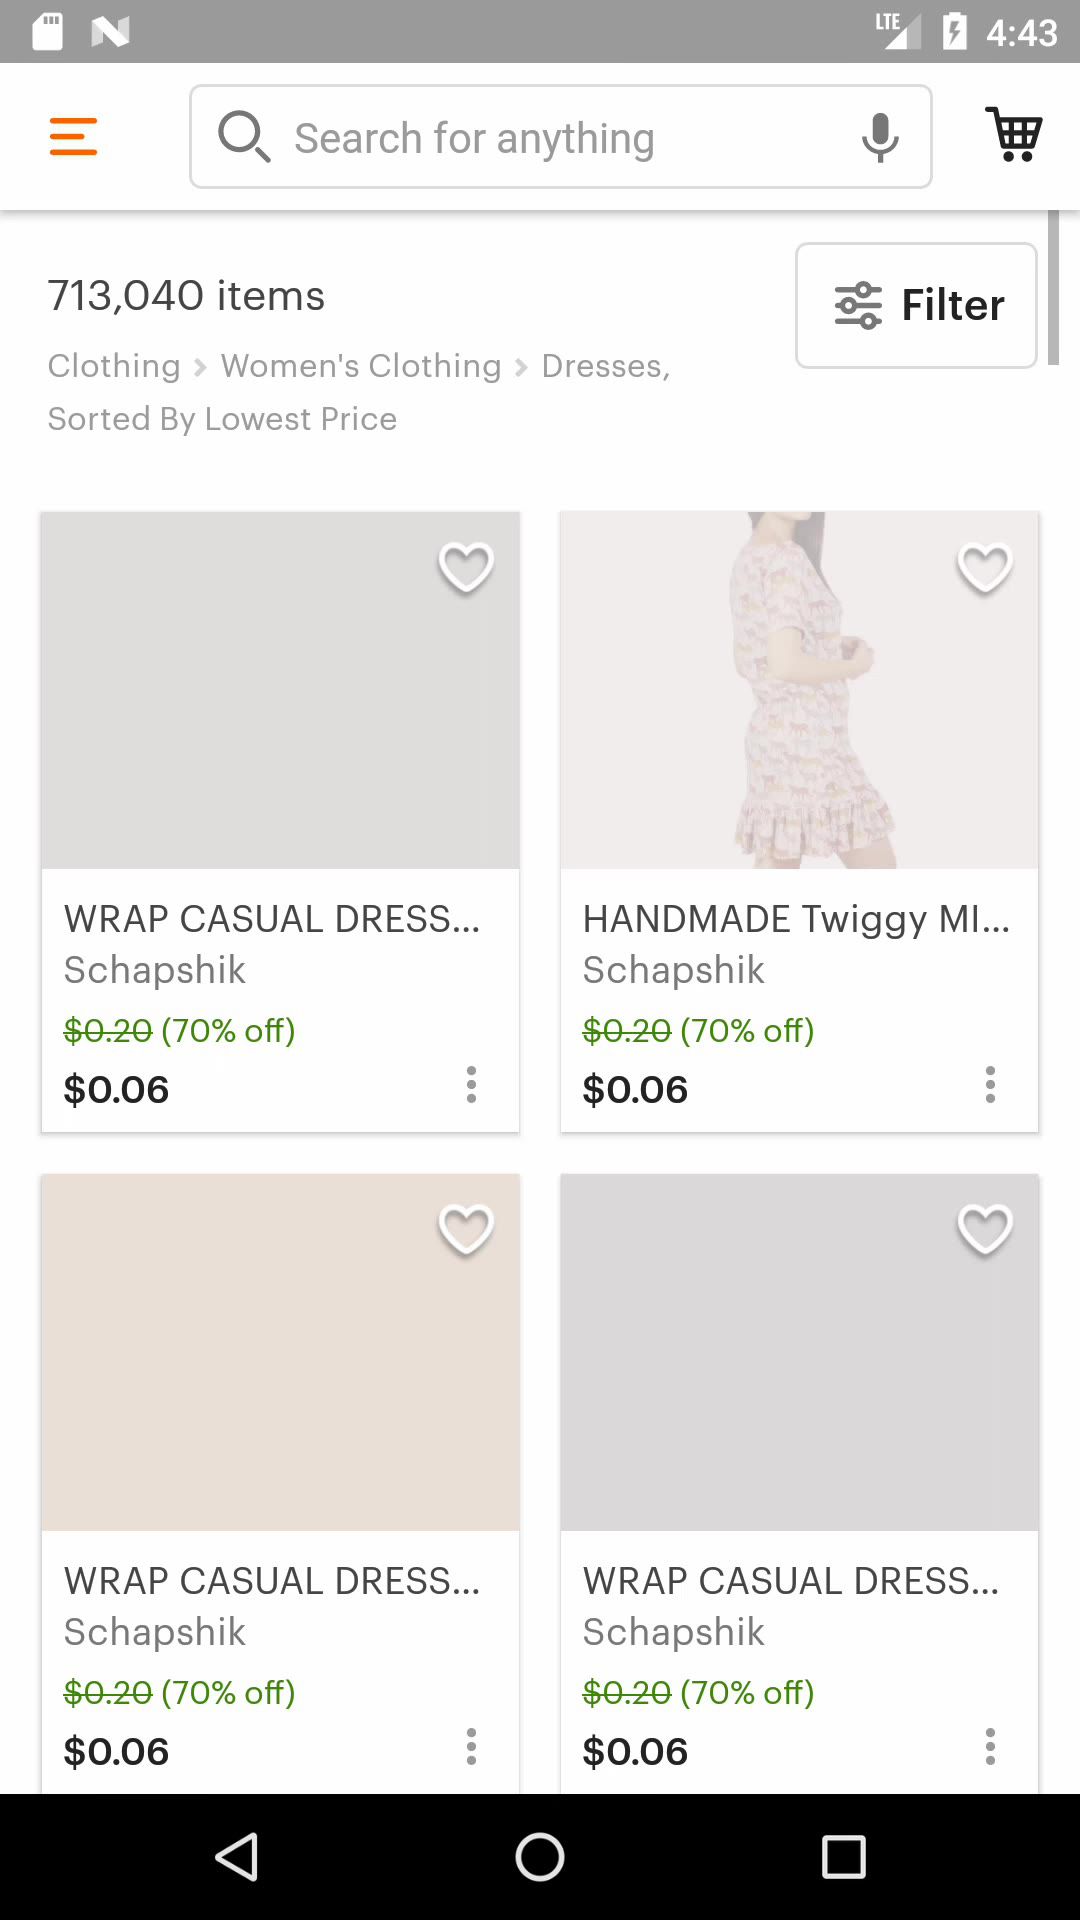 LTE 4:43
Search for anything
713,040 items
Filter
Clothing > Women's Clothing > Dresses,
Sorted By Lowest Price
WRAP CASUAL DRESS...
Schapshik
$0.20 (70% off)
$0.06
HANDMADE Twiggy MI...
Schapshik
$0.20 (70% off)
$0.06
WRAP CASUAL DRESS...
Schapshik
$0.20 (70% off)
$0.06
WRAP CASUAL DRESS...
Schapshik
$0.20 (70% off)
$0.06